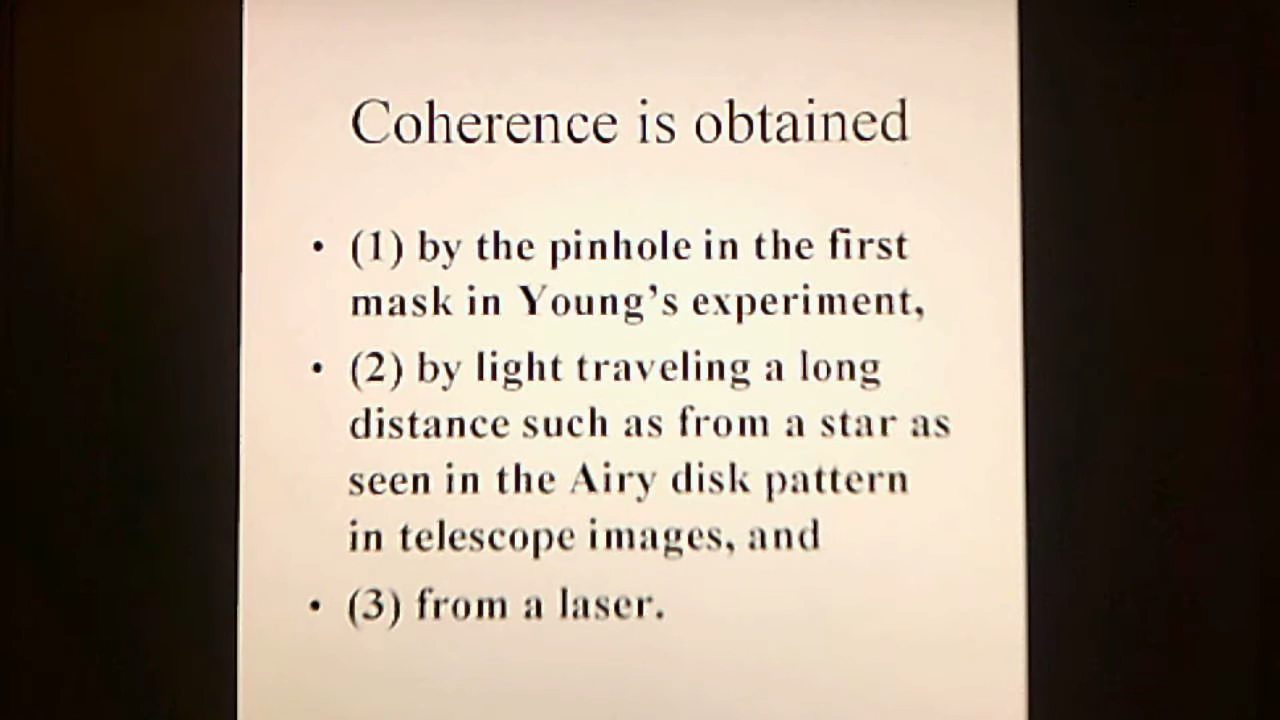 Coherence is obtained
• (1) by the pinhole in the first
mask in Young’s experiment,
• (2) by light traveling a long
distance such as from a star as
seen in the Airy disk pattern
in telescope images, and
• (3) from a laser.